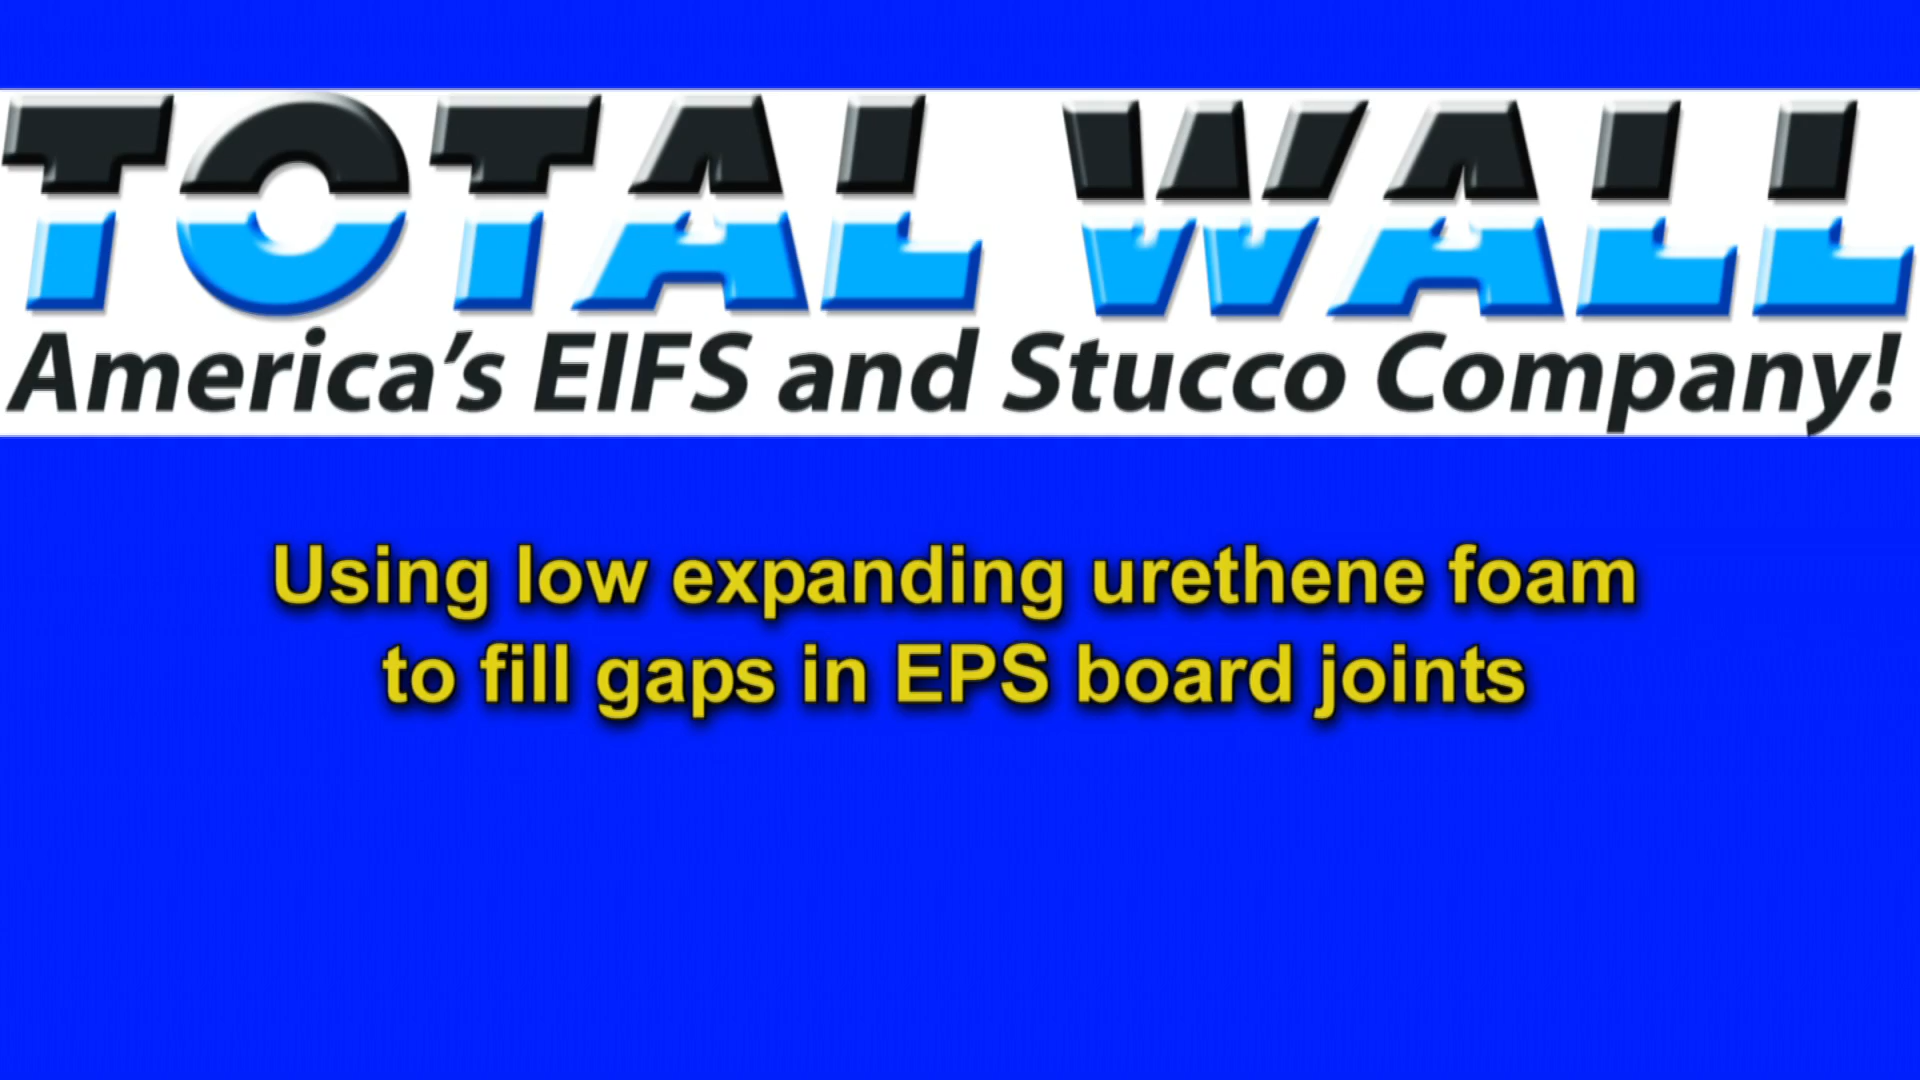 TOTAL WALL
America's EIFS and Stucco Company!
Using low expanding urethene foam
to fill gaps in EPS board joints